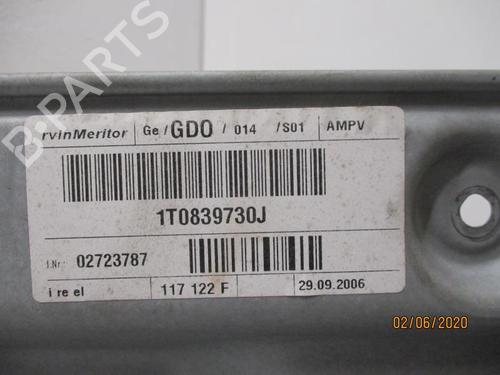 B-PARTS
rvinMeritor Ge/GDO/ 014 /S01 AMPV
1T0839730J
I.Nr.: 02723787
i re el 117 122 F 29.09.2006
02/06/2020